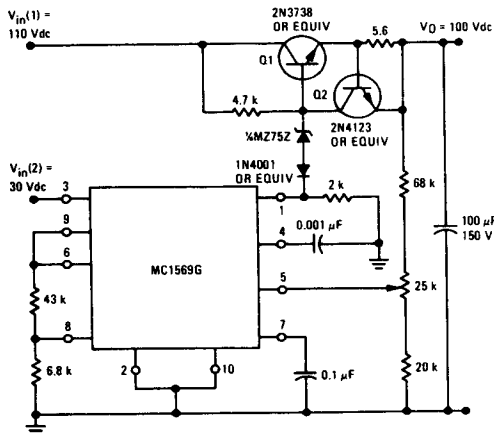 Vin(1) =
110 Vdc
2N3738
OR EQUIV
Q1
5.6
VO = 100 Vdc
4.7 k
Q2
2N4123
OR EQUIV
¼MZ75Z
1N4001
OR EQUIV
Vin(2) =
30 Vdc
3
9
6
8
43 k
6.8 k
MC1569G
1
4
5
7
2
10
2 k
0.001 μF
0.1 μF
68 k
25 k
20 k
100 μF
150 V